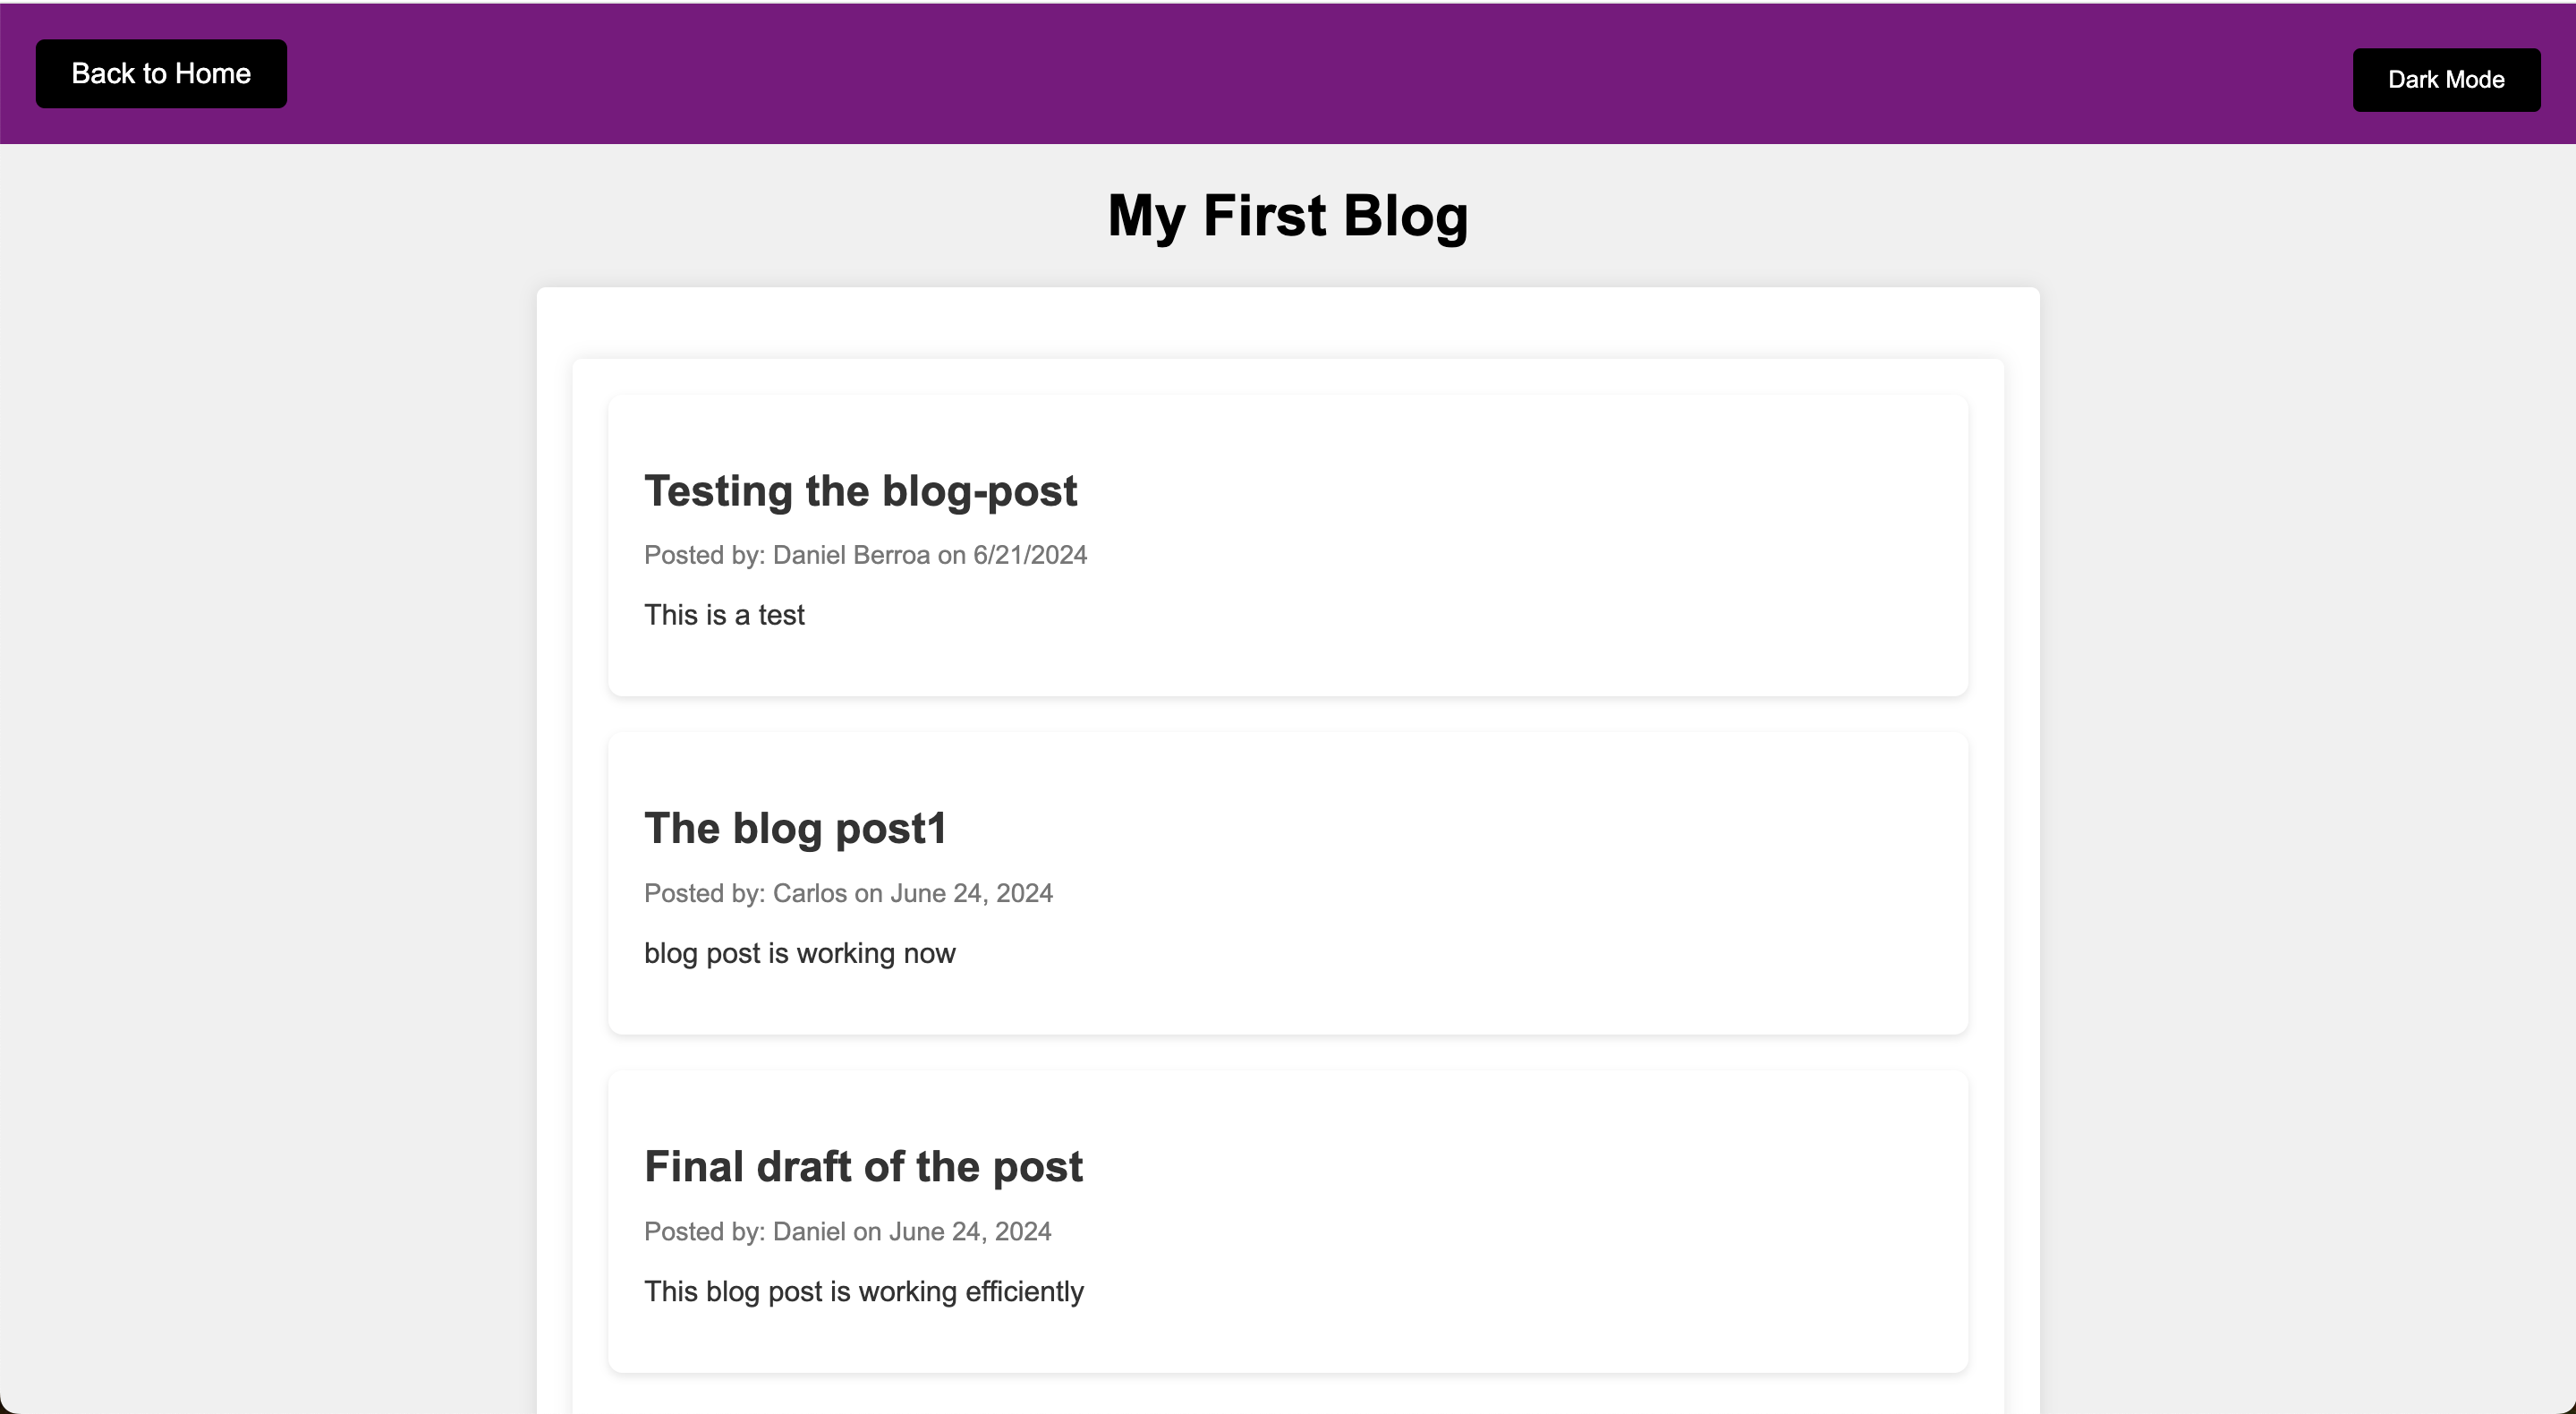 Back to Home
Dark Mode
My First Blog
Testing the blog-post
Posted by: Daniel Berroa on 6/21/2024
This is a test
The blog post1
Posted by: Carlos on June 24, 2024
blog post is working now
Final draft of the post
Posted by: Daniel on June 24, 2024
This blog post is working efficiently